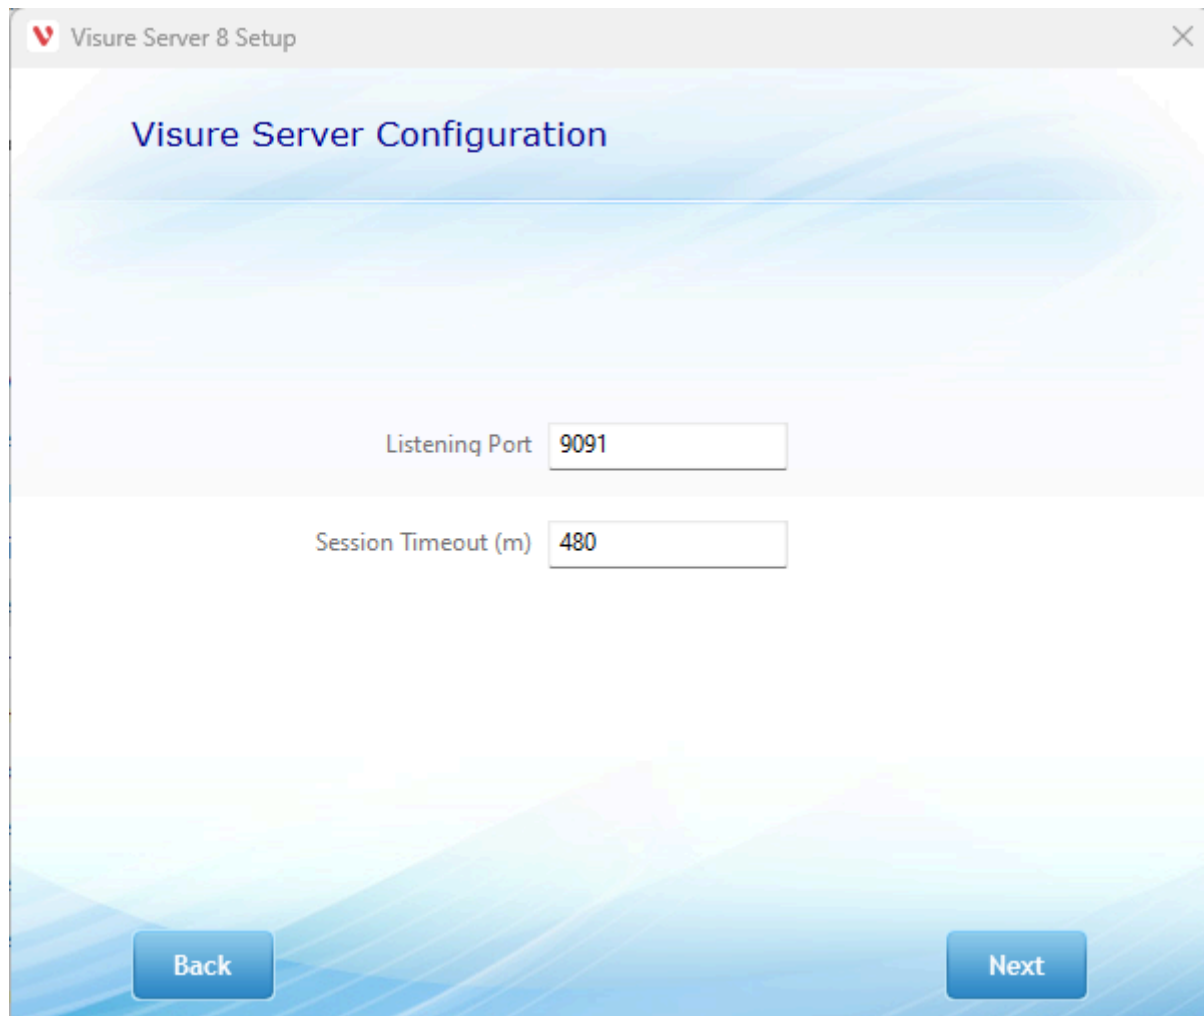 Visure Server 8 Setup
Visure Server Configuration
Listening Port 9091
Session Timeout (m) 480
Back Next